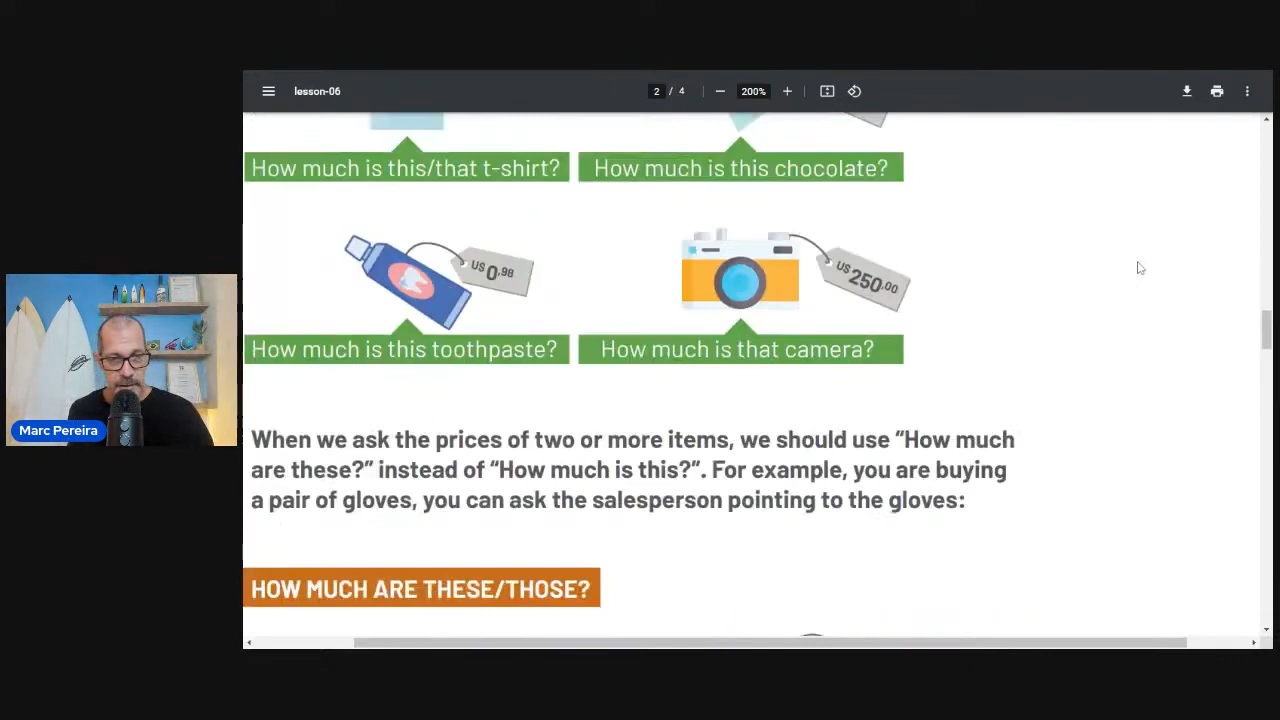 lesson-06
2 / 4
200%
How much is this/that t-shirt?
How much is this chocolate?
US 0,98
US 250,00
How much is this toothpaste?
How much is that camera?
Marc Pereira
When we ask the prices of two or more items, we should use “How much
are these?” instead of “How much is this?”. For example, you are buying
a pair of gloves, you can ask the salesperson pointing to the gloves:
HOW MUCH ARE THESE/THOSE?